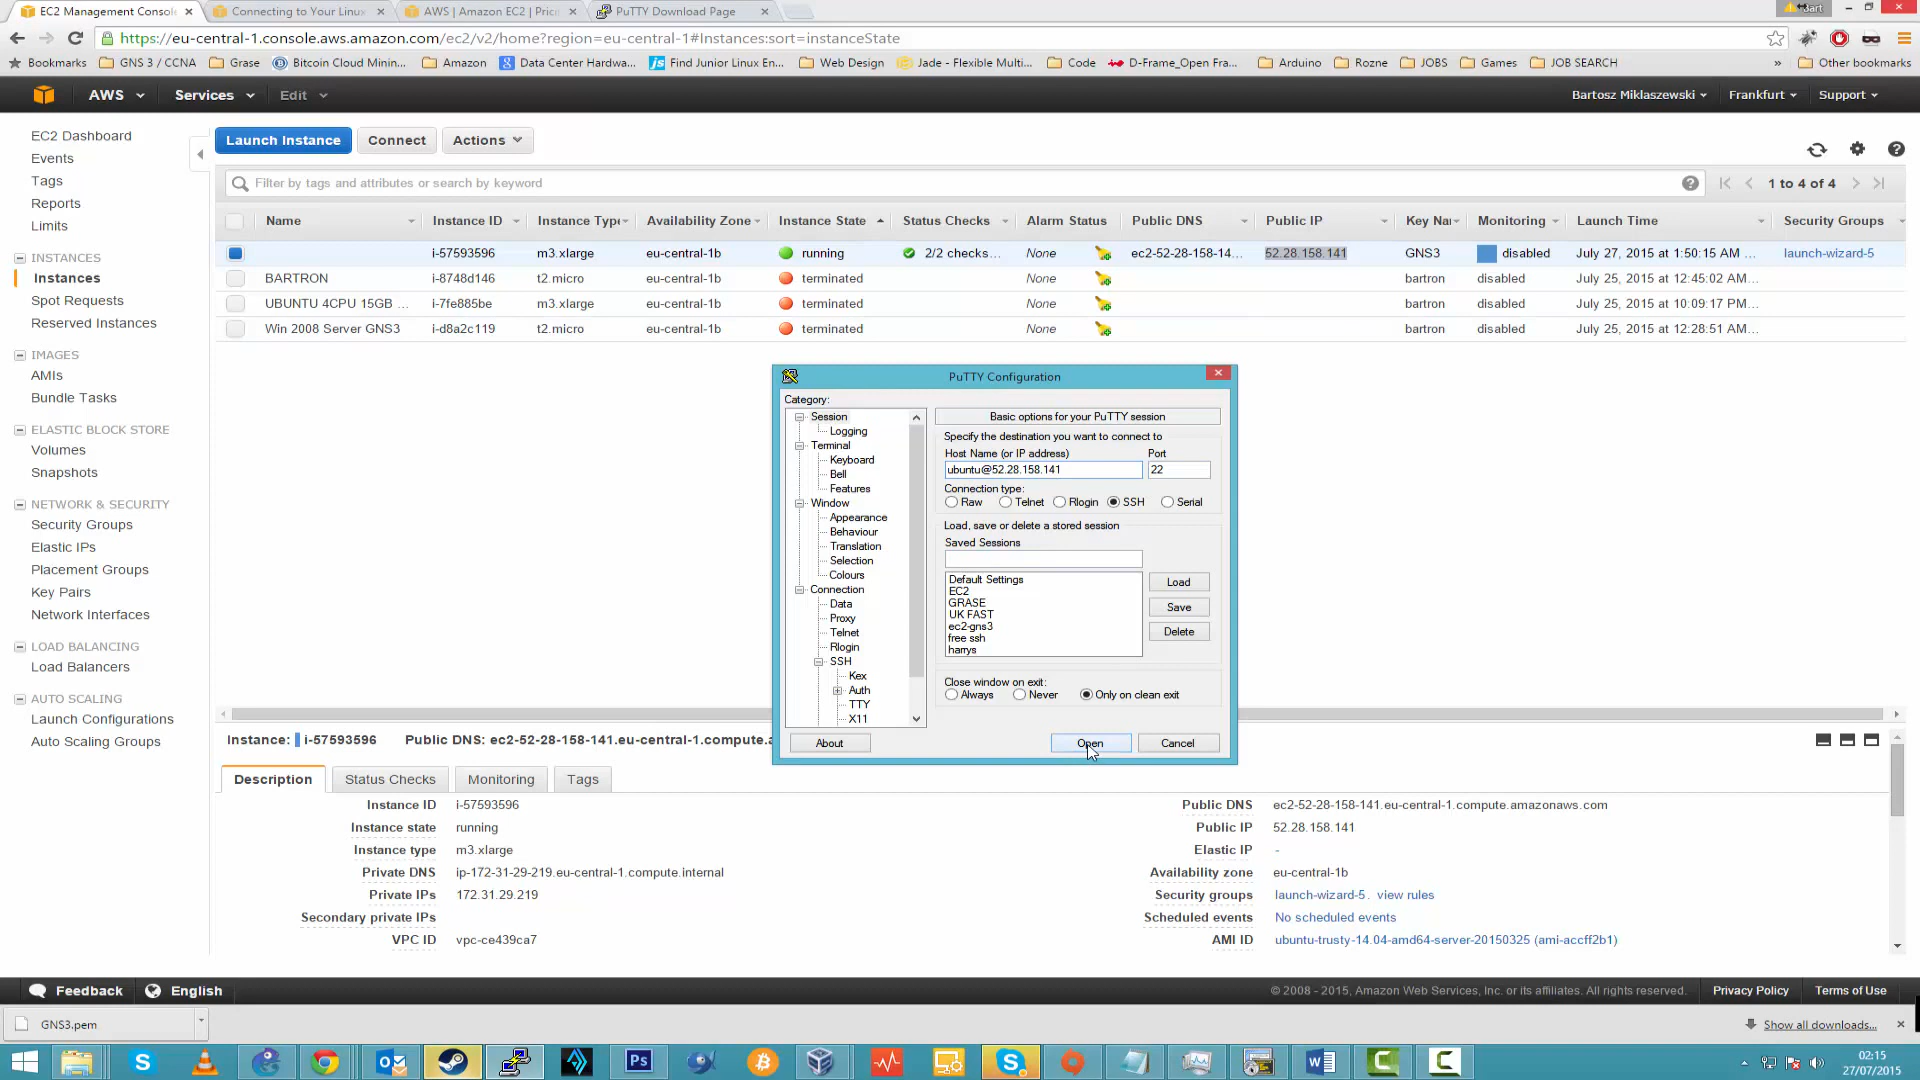 EC2 Management Console
Connecting to Your Linux
AWS | Amazon EC2 | Pric
PuTTY Download Page
Bart
https://eu-central-1.console.aws.amazon.com/ec2/v2/home?region=eu-central-1#Instances:sort=instanceState
Bookmarks GNS 3 / CCNA Grase Bitcoin Cloud Minin... Amazon Data Center Hardwa... Find Junior Linux En... Web Design Jade - Flexible Multi... Code D-Frame_Open Fra... Arduino Rozne JOBS Games JOB SEARCH » Other bookmarks
AWS Services Edit Bartosz Miklaszewski Frankfurt Support
EC2 Dashboard
Events
Tags
Reports
Limits
INSTANCES
Instances
Spot Requests
Reserved Instances
IMAGES
AMIs
Bundle Tasks
ELASTIC BLOCK STORE
Volumes
Snapshots
NETWORK & SECURITY
Security Groups
Elastic IPs
Placement Groups
Key Pairs
Network Interfaces
LOAD BALANCING
Load Balancers
AUTO SCALING
Launch Configurations
Auto Scaling Groups
Launch Instance Connect Actions
Filter by tags and attributes or search by keyword
1 to 4 of 4
Name Instance ID Instance Type Availability Zone Instance State Status Checks Alarm Status Public DNS Public IP Key Na Monitoring Launch Time Security Groups
i-57593596 m3.xlarge eu-central-1b running 2/2 checks... None ec2-52-28-158-14... 52.28.158.141 GNS3 disabled July 27, 2015 at 1:50:15 AM ... launch-wizard-5
BARTRON i-8748d146 t2.micro eu-central-1b terminated None bartron disabled July 25, 2015 at 12:45:02 AM...
UBUNTU 4CPU 15GB ... i-7fe885be m3.xlarge eu-central-1b terminated None bartron disabled July 25, 2015 at 10:09:17 PM...
Win 2008 Server GNS3 i-d8a2c119 t2.micro eu-central-1b terminated None bartron disabled July 25, 2015 at 12:28:51 AM...
PuTTY Configuration
Category:
Session
Logging
Terminal
Keyboard
Bell
Features
Window
Appearance
Behaviour
Translation
Selection
Colours
Connection
Data
Proxy
Telnet
Rlogin
SSH
Kex
Auth
TTY
X11
Basic options for your PuTTY session
Specify the destination you want to connect to
Host Name (or IP address) Port
ubuntu@52.28.158.141 22
Connection type:
Raw Telnet Rlogin SSH Serial
Load, save or delete a stored session
Saved Sessions
Default Settings
EC2
GRASE
UK FAST
ec2-gns3
free ssh
harrys
Load
Save
Delete
Close window on exit:
Always Never Only on clean exit
About Open Cancel
Instance: i-57593596 Public DNS: ec2-52-28-158-141.eu-central-1.compute.a
Description Status Checks Monitoring Tags
Instance ID i-57593596
Instance state running
Instance type m3.xlarge
Private DNS ip-172-31-29-219.eu-central-1.compute.internal
Private IPs 172.31.29.219
Secondary private IPs
VPC ID vpc-ce439ca7
Public DNS ec2-52-28-158-141.eu-central-1.compute.amazonaws.com
Public IP 52.28.158.141
Elastic IP -
Availability zone eu-central-1b
Security groups launch-wizard-5. view rules
Scheduled events No scheduled events
AMI ID ubuntu-trusty-14.04-amd64-server-20150325 (ami-accff2b1)
Feedback English © 2008 - 2015, Amazon Web Services, Inc. or its affiliates. All rights reserved. Privacy Policy Terms of Use
GNS3.pem Show all downloads...
02:15
27/07/2015